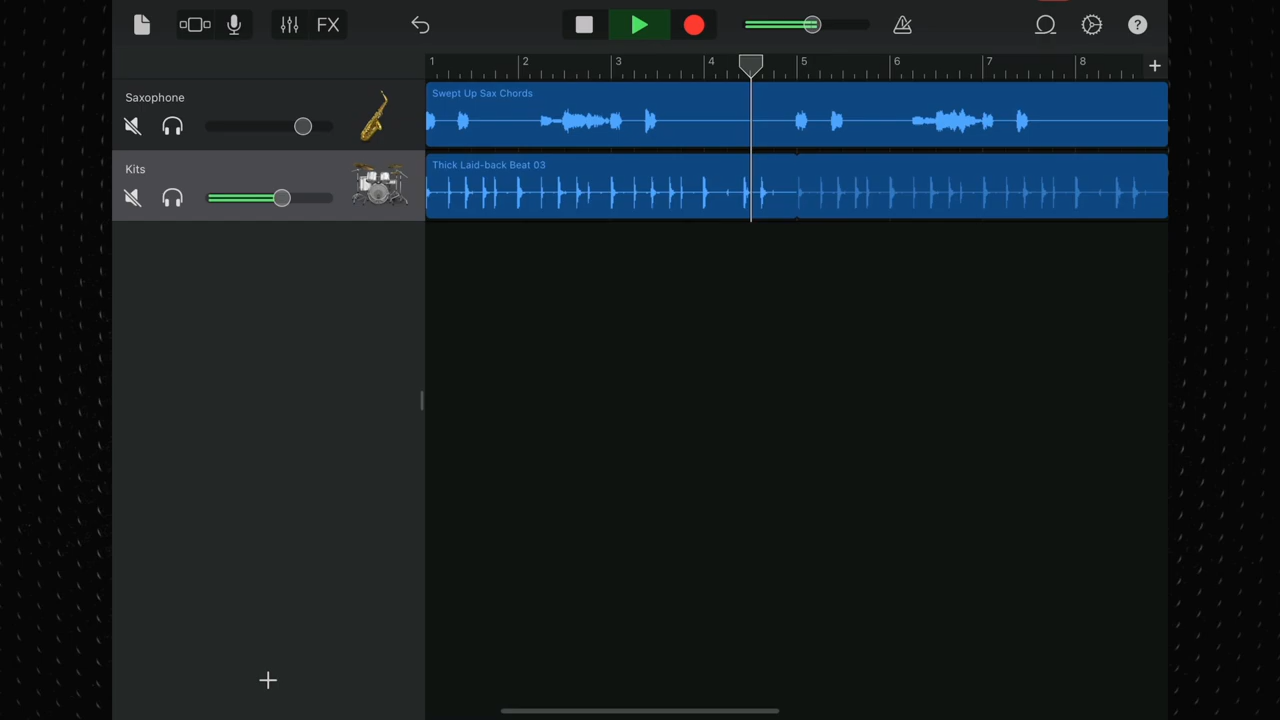 FX
1 2 3 4 5 6 7 8 +
Saxophone
Swept Up Sax Chords
Kits
Thick Laid-back Beat 03
+